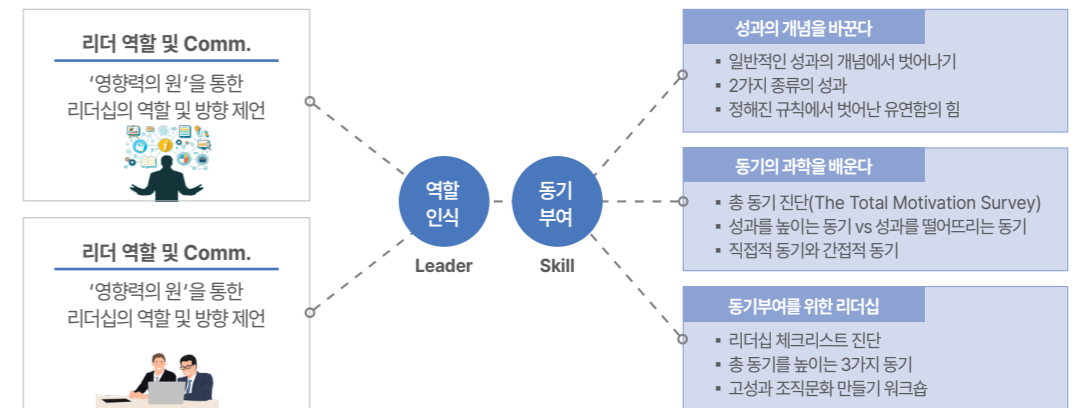 리더 역할 및 Comm.
‘영향력의 원‘을 통한
리더십의 역할 및 방향 제언
리더 역할 및 Comm.
‘영향력의 원‘을 통한
리더십의 역할 및 방향 제언
역할
인식
Leader
동기
부여
Skill
성과의 개념을 바꾼다
▪ 일반적인 성과의 개념에서 벗어나기
▪ 2가지 종류의 성과
▪ 정해진 규칙에서 벗어난 유연함의 힘
동기의 과학을 배운다
▪ 총 동기 진단(The Total Motivation Survey)
▪ 성과를 높이는 동기 vs 성과를 떨어뜨리는 동기
▪ 직접적 동기와 간접적 동기
동기부여를 위한 리더십
▪ 리더십 체크리스트 진단
▪ 총 동기를 높이는 3가지 동기
▪ 고성과 조직문화 만들기 워크숍